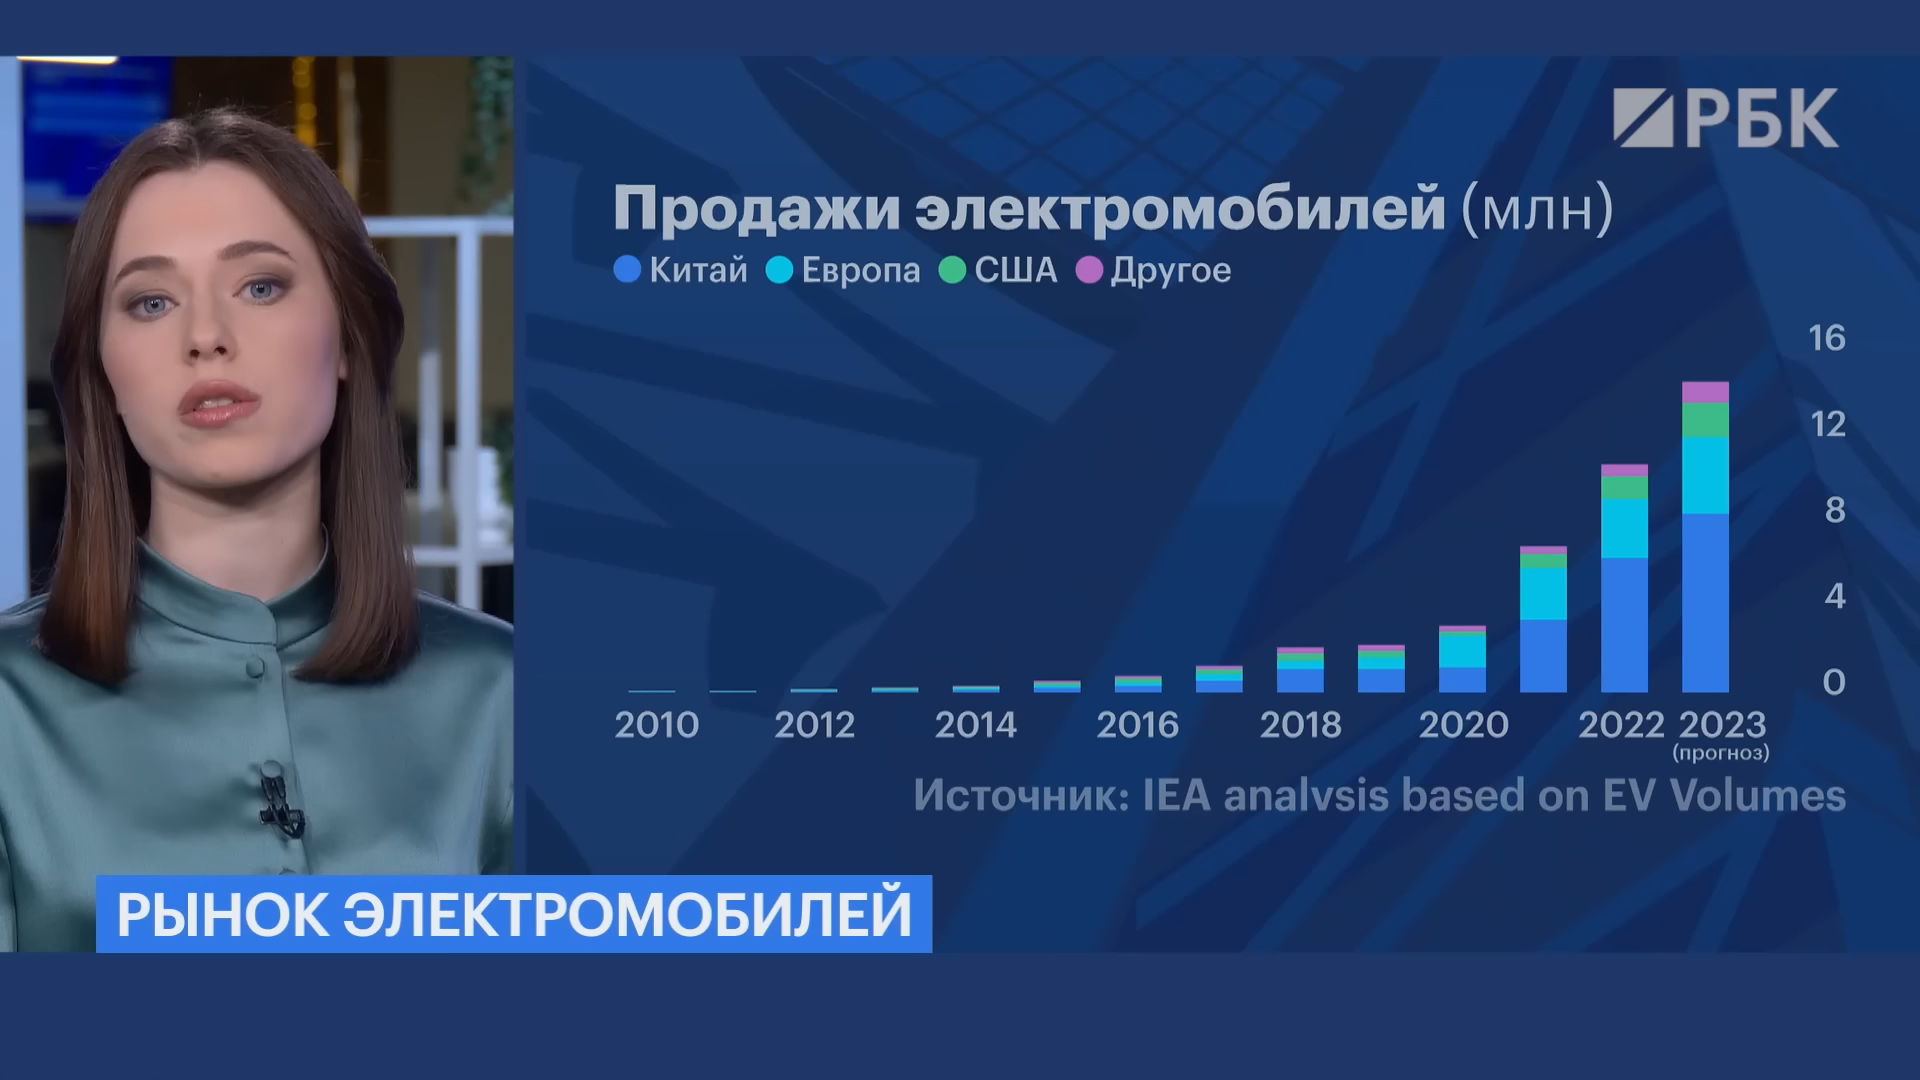 РБК
Продажи электромобилей (млн)
Китай Европа США Другое
16
12
8
4
0
2010 2012 2014 2016 2018 2020 2022 2023
(прогноз)
Источник: IEA analvsis based on EV Volumes
РЫНОК ЭЛЕКТРОМОБИЛЕЙ